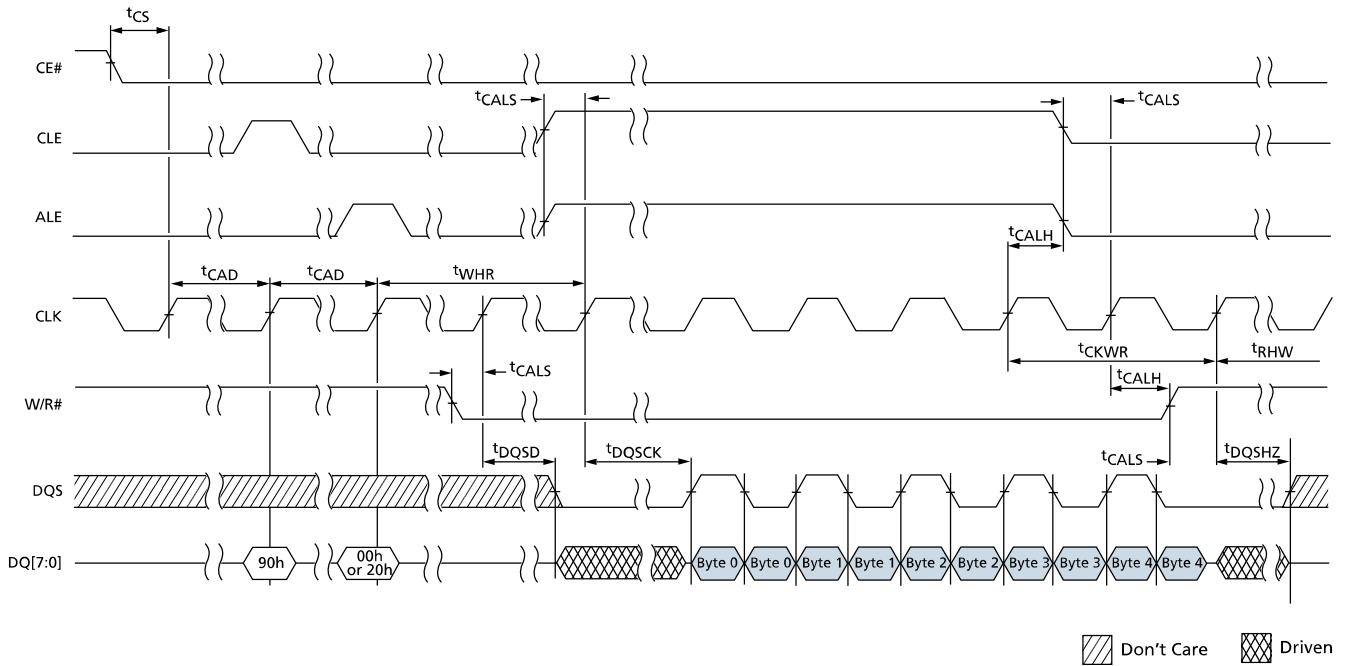 tCS
CE#
tCALS
tCALS
CLE
ALE
tCALH
tCAD
tCAD
tWHR
CLK
tCKWR
tRHW
tCALS
tCALH
W/R#
tDQSD
tDQSCK
tCALS
tDQSHZ
DQS
DQ[7:0]
90h
00h
or 20h
Byte 0
Byte 0
Byte 1
Byte 1
Byte 2
Byte 2
Byte 3
Byte 3
Byte 4
Byte 4
Don't Care
Driven